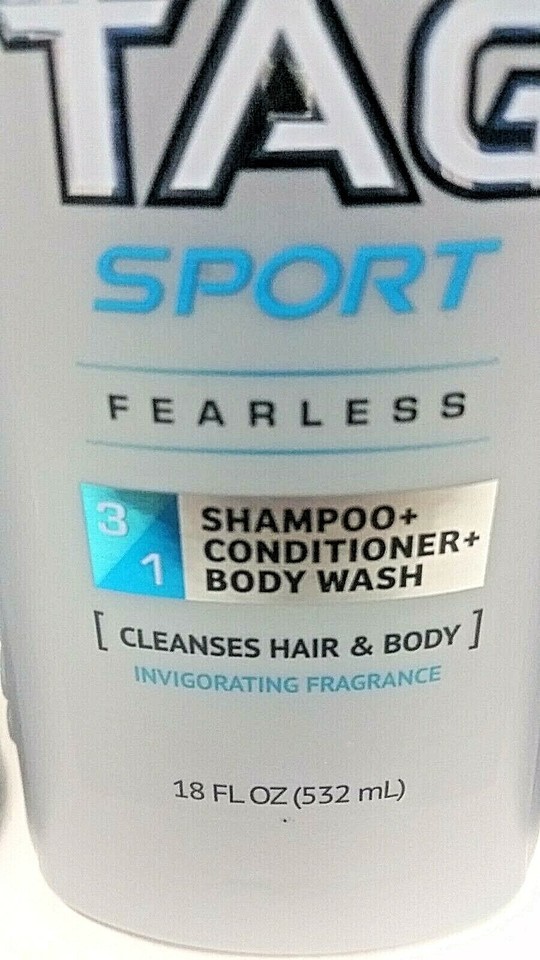 TAG
SPORT
FEARLESS
3
1
SHAMPOO+
CONDITIONER+
BODY WASH
[ CLEANSES HAIR & BODY ]
INVIGORATING FRAGRANCE
18 FL OZ (532 mL)